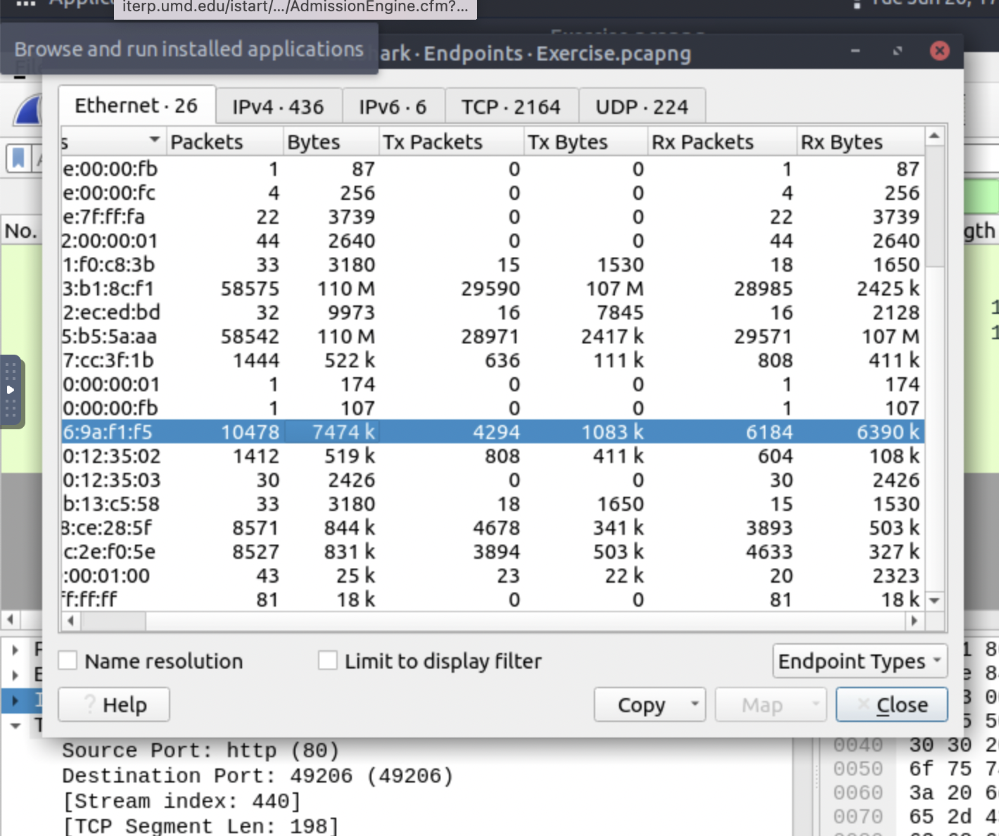 iterp.umd.edu/istart/.../AdmissionEngine.cfm?...
Browse and run installed applications
ark · Endpoints · Exercise.pcapng
Ethernet · 26 IPv4 · 436 IPv6 · 6 TCP · 2164 UDP · 224
s Packets Bytes Tx Packets Tx Bytes Rx Packets Rx Bytes
e:00:00:fb 1 87 0 0 1 87
e:00:00:fc 4 256 0 0 4 256
e:7f:ff:fa 22 3739 0 0 22 3739
2:00:00:01 44 2640 0 0 44 2640
1:f0:c8:3b 33 3180 15 1530 18 1650
3:b1:8c:f1 58575 110 M 29590 107 M 28985 2425 k
2:ec:ed:bd 32 9973 16 7845 16 2128
5:b5:5a:aa 58542 110 M 28971 2417 k 29571 107 M
7:cc:3f:1b 1444 522 k 636 111 k 808 411 k
0:00:00:01 1 174 0 0 1 174
0:00:00:fb 1 107 0 0 1 107
6:9a:f1:f5 10478 7474 k 4294 1083 k 6184 6390 k
0:12:35:02 1412 519 k 808 411 k 604 108 k
0:12:35:03 30 2426 0 0 30 2426
b:13:c5:58 33 3180 18 1650 15 1530
8:ce:28:5f 8571 844 k 4678 341 k 3893 503 k
c:2e:f0:5e 8527 831 k 3894 503 k 4633 327 k
:00:01:00 43 25 k 23 22 k 20 2323
ff:ff:ff 81 18 k 0 0 81 18 k
No.
gth
Name resolution Limit to display filter Endpoint Types
? Help Copy Map Close
Source Port: http (80)
Destination Port: 49206 (49206)
[Stream index: 440]
[TCP Segment Len: 198]
0040 30 30 2
0050 6f 75 7
0060 3a 20 6
0070 65 2d 4